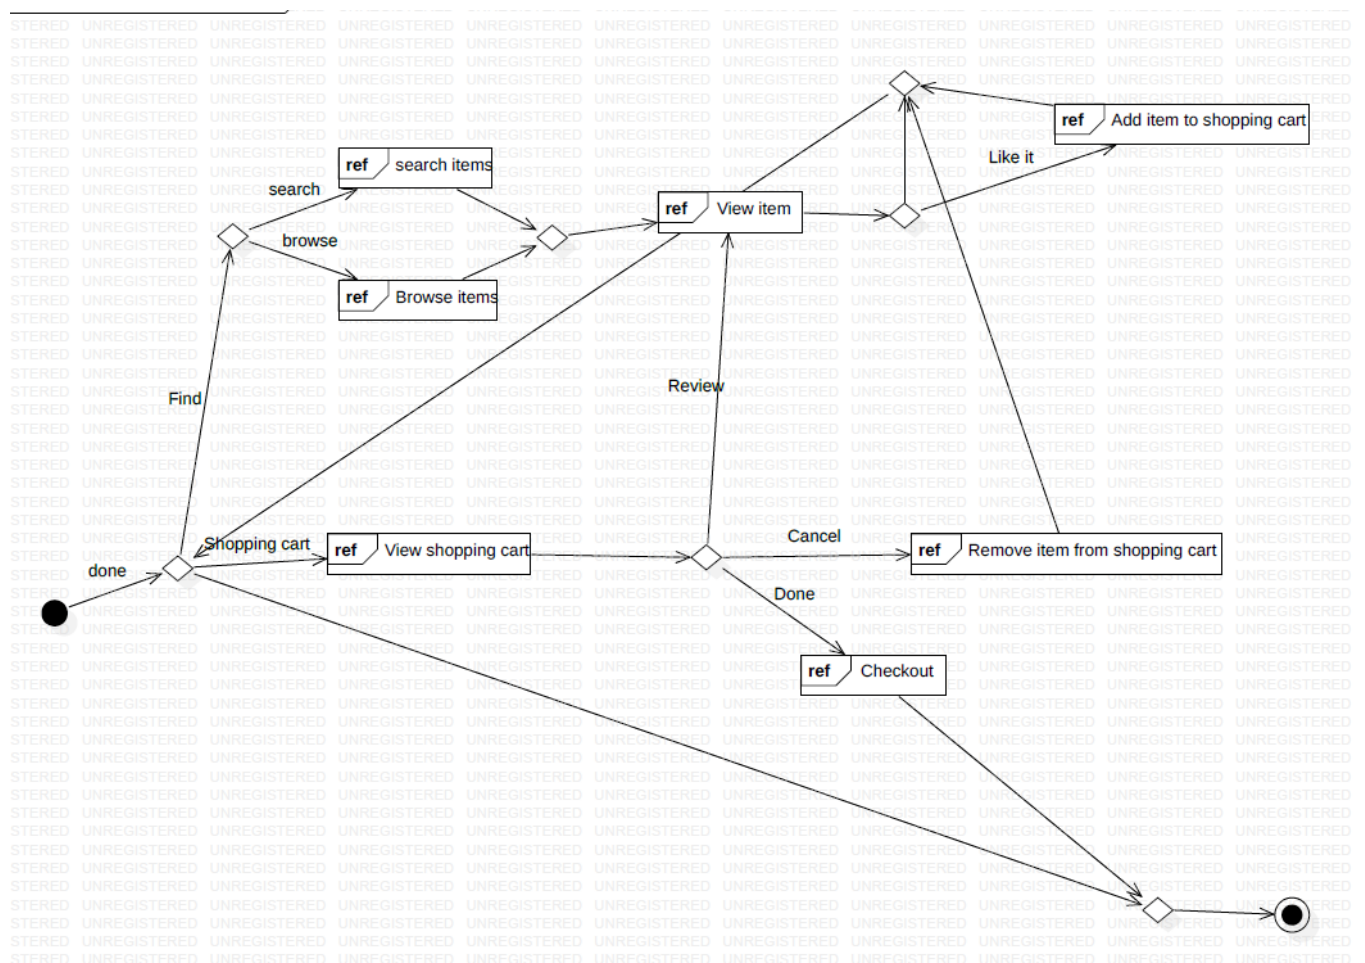 ref Add item to shopping cart
Like it
ref search items
search
ref View item
browse
ref Browse items
Review
Find
Cancel
Shopping cart
ref View shopping cart
ref Remove item from shopping cart
done
Done
ref Checkout
UNREGISTERED